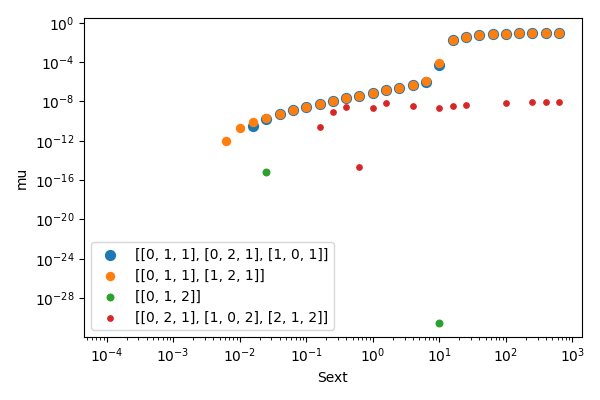 10^0
10^−4
10^−8
10^−12
10^−16
10^−20
10^−24
10^−28
mu
[[0, 1, 1], [0, 2, 1], [1, 0, 1]]
[[0, 1, 1], [1, 2, 1]]
[[0, 1, 2]]
[[0, 2, 1], [1, 0, 2], [2, 1, 2]]
10^−4 10^−3 10^−2 10^−1 10^0 10^1 10^2 10^3
Sext